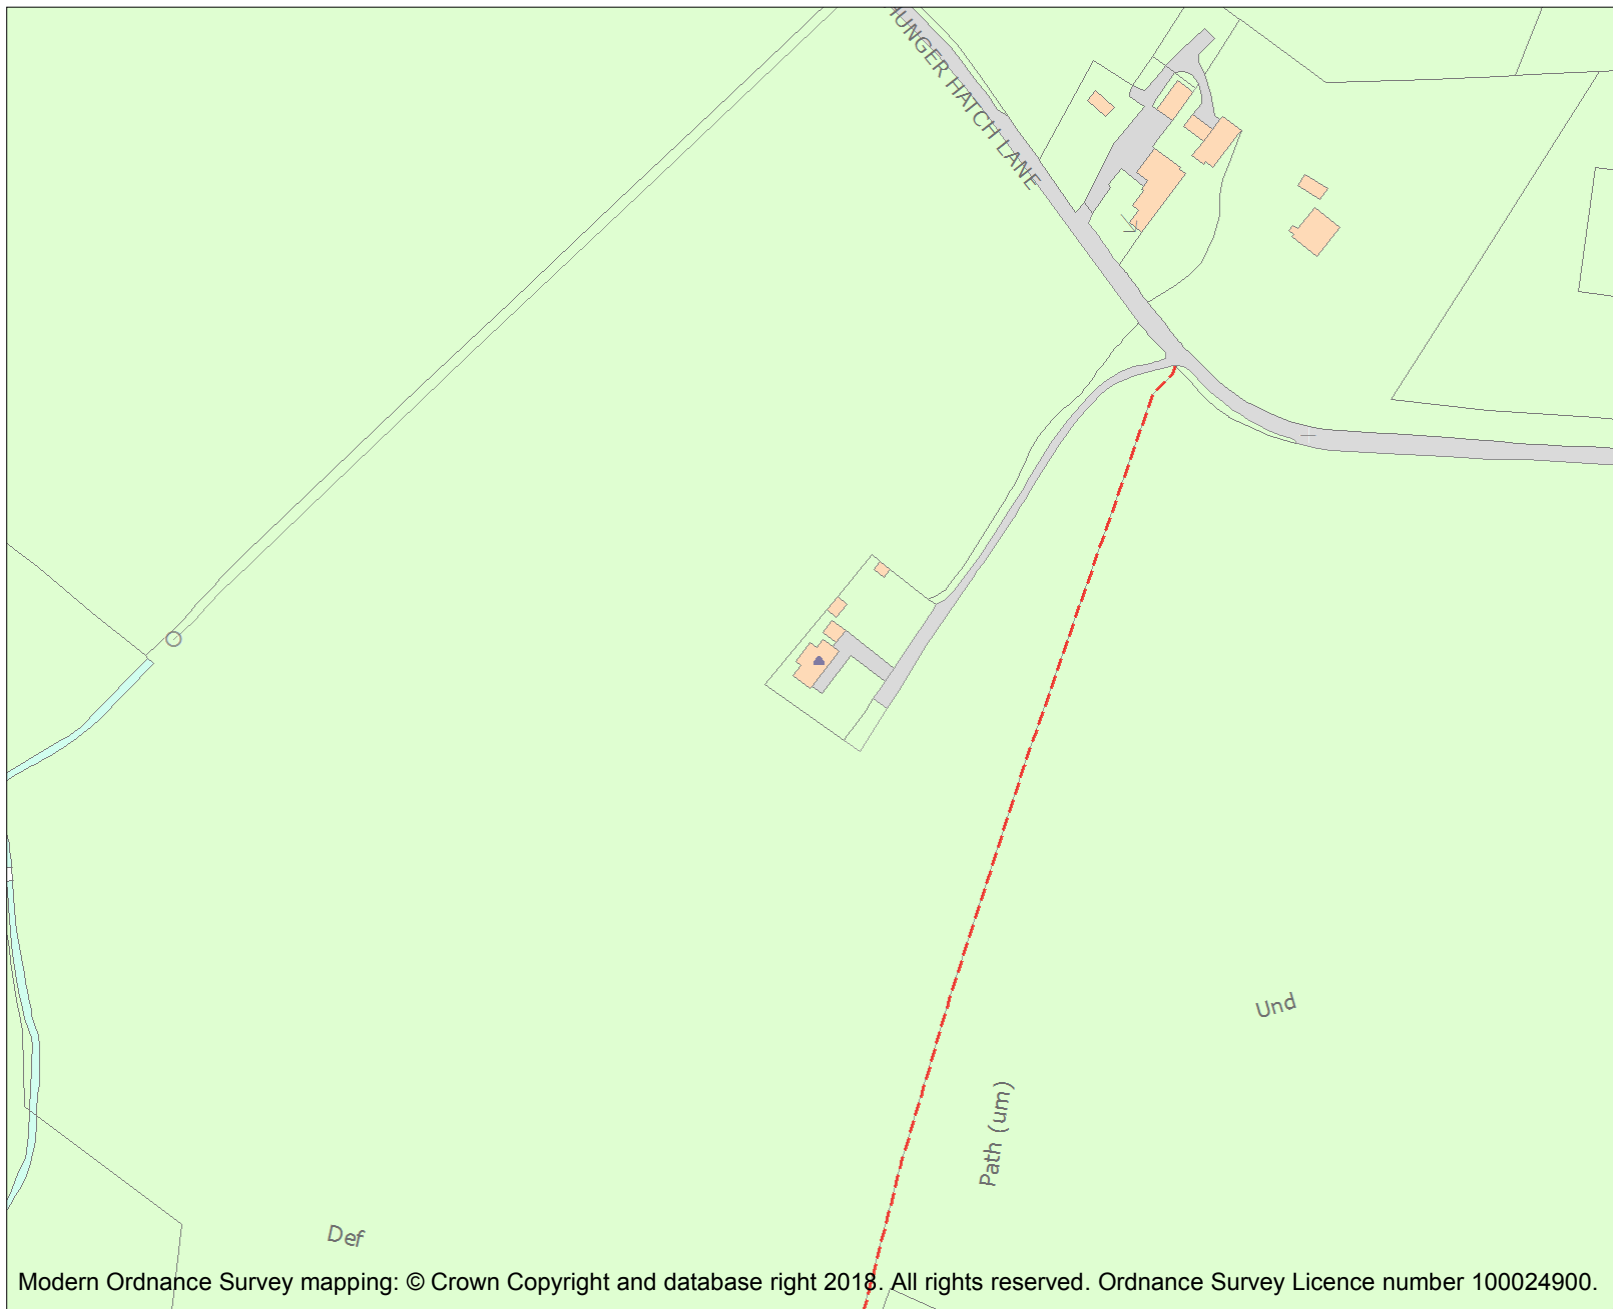 HUNGER HATCH LANE
Und
Path (um)
Def
Modern Ordnance Survey mapping: © Crown Copyright and database right 2018. All rights reserved. Ordnance Survey Licence number 100024900.